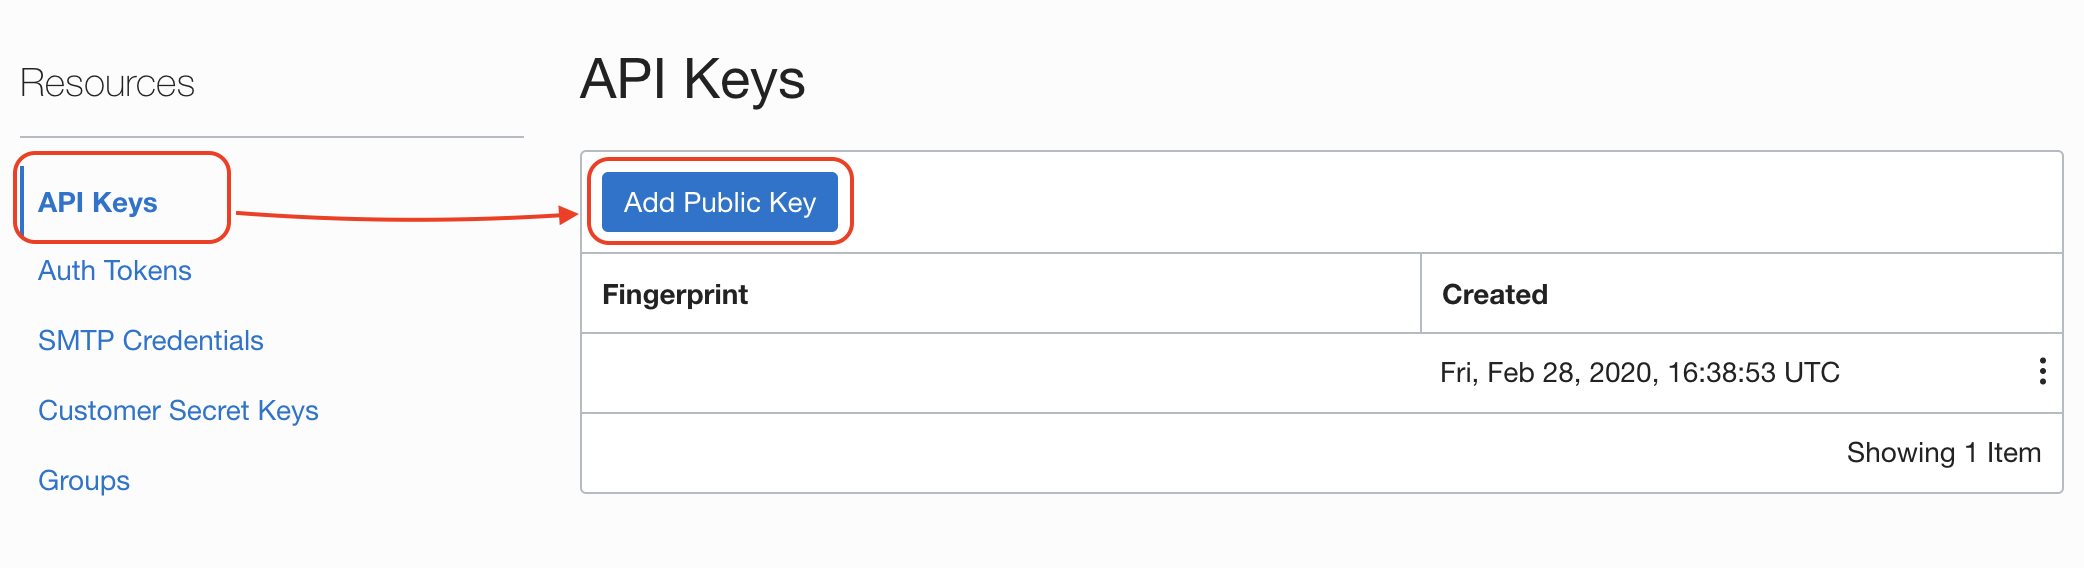 Resources
API Keys
Auth Tokens
SMTP Credentials
Customer Secret Keys
Groups
API Keys
Add Public Key
Fingerprint Created
Fri, Feb 28, 2020, 16:38:53 UTC
Showing 1 Item